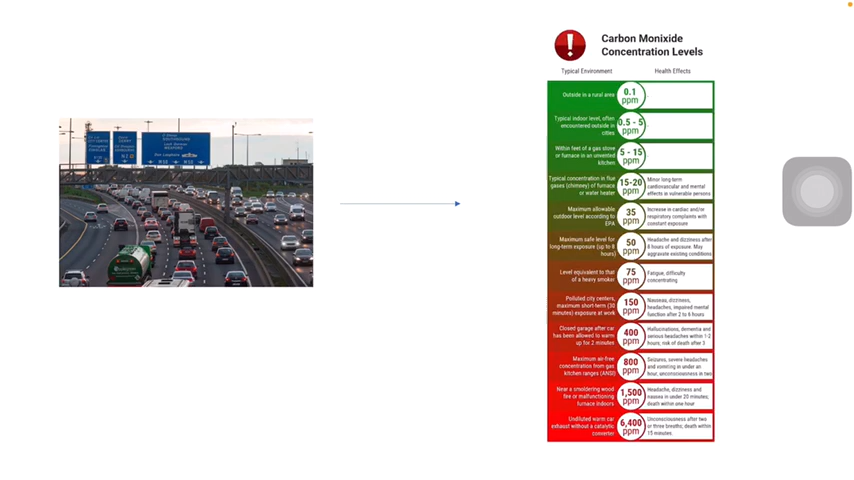 Carbon Monixide
Concentration Levels
Typical Environment
Health Effects
Outside in a rural area
0.1
ppm
Typical indoor level, often
encountered outside in
cities
0.5 - 5
ppm
Within feet of a gas stove
or furnace in an unvented
kitchen
5 - 15
ppm
Typical concentration in flue
gases (chimney) of furnace
or water heater
15-20
ppm
Minor long-term
cardiovascular and mental
effects in vulnerable persons
Maximum allowable
outdoor level according to
EPA
35
ppm
Increase in cardiac and/or
respiratory complaints with
constant exposure
Maximum safe level for
long-term exposure (up to 8
hours)
50
ppm
Headache and dizziness after
8 hours of exposure. May
aggravate existing conditions
Level equivalent to that
of a heavy smoker
75
ppm
Fatigue, difficulty
concentrating.
Polluted city centers,
maximum short-term (30
minutes) exposure at work
150
ppm
Nauseau, dizziness,
headaches, impaired mental
function after 2 to 6 hours
Closed garage after car
has been allowed to warm
up for 2 minutes
400
ppm
Hallucinations, dementia and
serious headaches within 1-2
hours; risk of death after 3
Maximum air-free
concentration from gas
kitchen ranges (ANSI)
800
ppm
Seizures, severe headaches
and vomiting in under an
hour, unconsciousness in two
Near a smoldering wood
fire or malfunctioning
furnace indoors
1,500
ppm
Headache, dizziness and
nausea in under 20 minutes;
death within one hour
Undiluted warm car
exhaust without a catalytic
converter
6,400
ppm
Unconsciousness after two
or three breaths; death within
15 minutes.